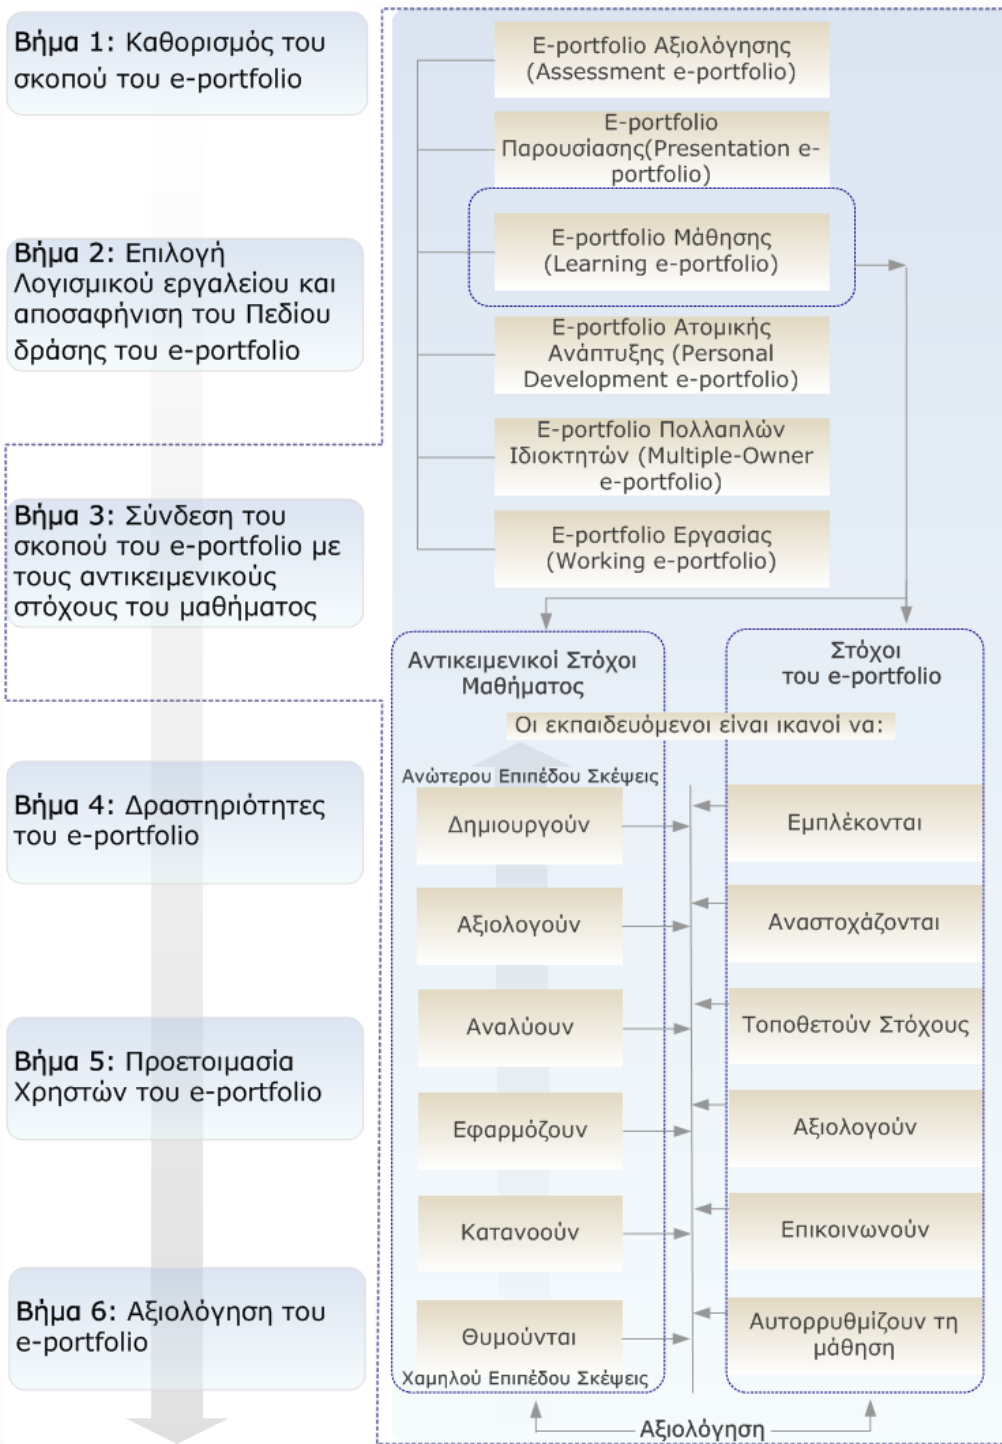 Βήμα 1: Καθορισμός του
σκοπού του e-portfolio
Βήμα 2: Επιλογή
Λογισμικού εργαλείου και
αποσαφήνιση του Πεδίου
δράσης του e-portfolio
Βήμα 3: Σύνδεση του
σκοπού του e-portfolio με
τους αντικειμενικούς
στόχους του μαθήματος
Βήμα 4: Δραστηριότητες
του e-portfolio
Βήμα 5: Προετοιμασία
Χρηστών του e-portfolio
Βήμα 6: Αξιολόγηση του
e-portfolio
E-portfolio Αξιολόγησης
(Assessment e-portfolio)
E-portfolio
Παρουσίασης(Presentation e-
portfolio)
E-portfolio Μάθησης
(Learning e-portfolio)
E-portfolio Ατομικής
Ανάπτυξης (Personal
Development e-portfolio)
E-portfolio Πολλαπλών
Ιδιοκτητών (Multiple-Owner
e-portfolio)
E-portfolio Εργασίας
(Working e-portfolio)
Αντικειμενικοί Στόχοι
Μαθήματος
Στόχοι
του e-portfolio
Οι εκπαιδευόμενοι είναι ικανοί να:
Ανώτερου Επιπέδου Σκέψεις
Δημιουργούν
Αξιολογούν
Αναλύουν
Εφαρμόζουν
Κατανοούν
Θυμούνται
Χαμηλού Επιπέδου Σκέψεις
Εμπλέκονται
Αναστοχάζονται
Τοποθετούν Στόχους
Αξιολογούν
Επικοινωνούν
Αυτορρυθμίζουν τη
μάθηση
Αξιολόγηση